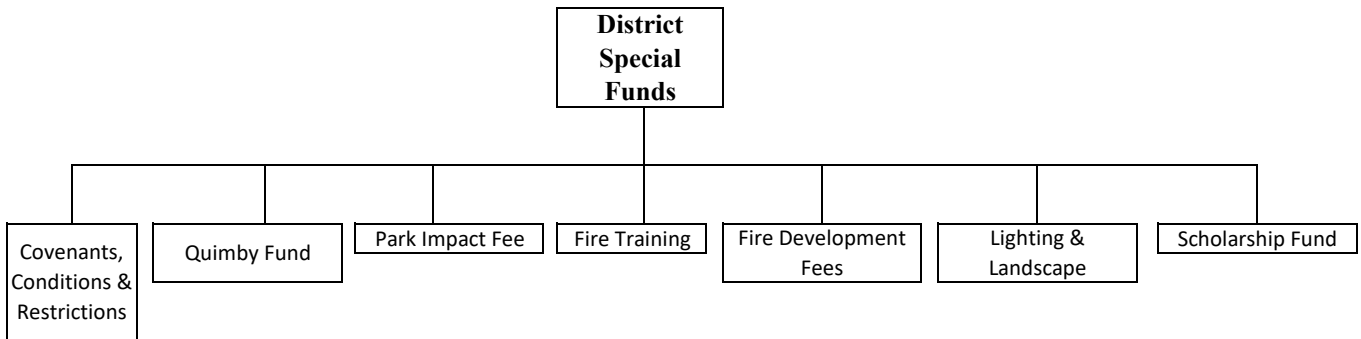 District
Special
Funds
Covenants,
Conditions &
Restrictions
Quimby Fund
Park Impact Fee
Fire Training
Fire Development
Fees
Lighting &
Landscape
Scholarship Fund